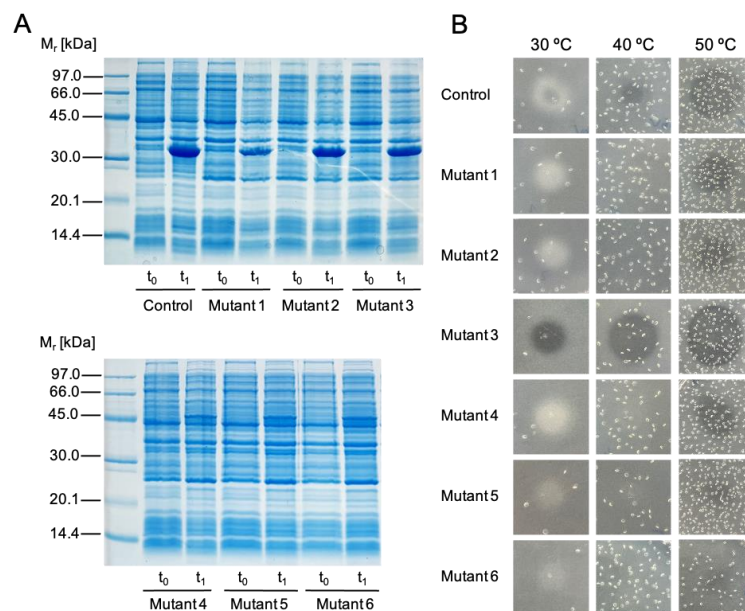 A
Mr [kDa]
97.0
66.0
45.0
30.0
20.1
14.4
t0 t1 t0 t1 t0 t1 t0 t1
Control Mutant 1 Mutant 2 Mutant 3
Mr [kDa]
97.0
66.0
45.0
30.0
20.1
14.4
t0 t1 t0 t1 t0 t1
Mutant 4 Mutant 5 Mutant 6
B
30 ºC 40 ºC 50 ºC
Control
Mutant 1
Mutant 2
Mutant 3
Mutant 4
Mutant 5
Mutant 6